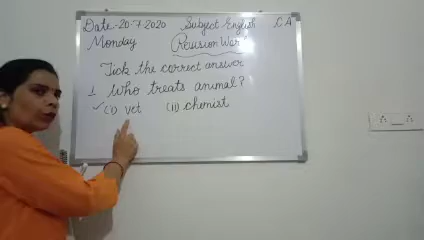 Date-20-7-2020 Subject English C.A
Monday Revision Work
Tick the correct answer
1. Who treats animal?
✓ (i) vet (ii) chemist